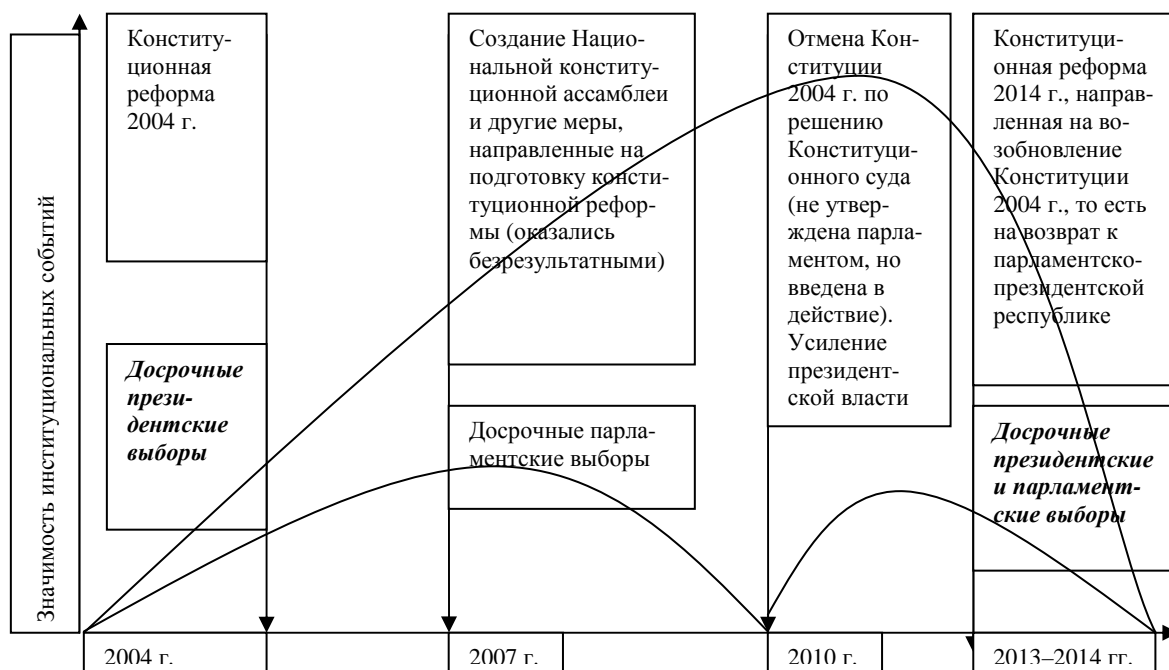 Значимость институциональных событий
Конститу-
ционная
реформа
2004 г.
Досрочные
прези-
дентские
выборы
Создание Нацио-
нальной конститу-
ционной ассамблеи
и другие меры,
направленные на
подготовку консти-
туционной рефор-
мы (оказались
безрезультатными)
Досрочные парла-
ментские выборы
Отмена Кон-
ституции
2004 г. по
решению
Конституци-
онного суда
(не утвер-
ждена парла-
ментом, но
введена в
действие).
Усиление
президент-
ской власти
Конституци-
онная реформа
2014 г., направ-
ленная на во-
зобновление
Конституции
2004 г., то есть
на возврат к
парламентско-
президентской
республике
Досрочные
президентские
и парламент-
ские выборы
2004 г.
2007 г.
2010 г.
2013–2014 гг.